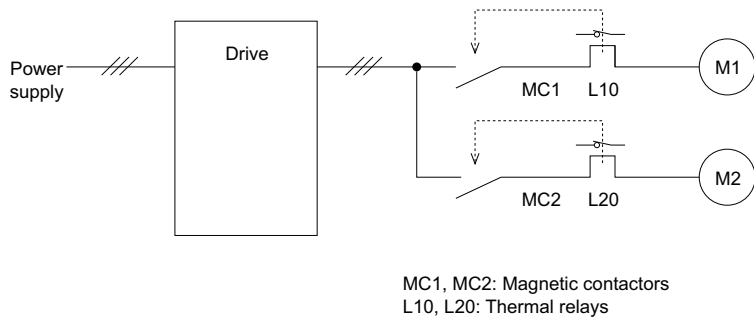 Power
supply
Drive
MC1
L10
M1
MC2
L20
M2
MC1, MC2: Magnetic contactors
L10, L20: Thermal relays